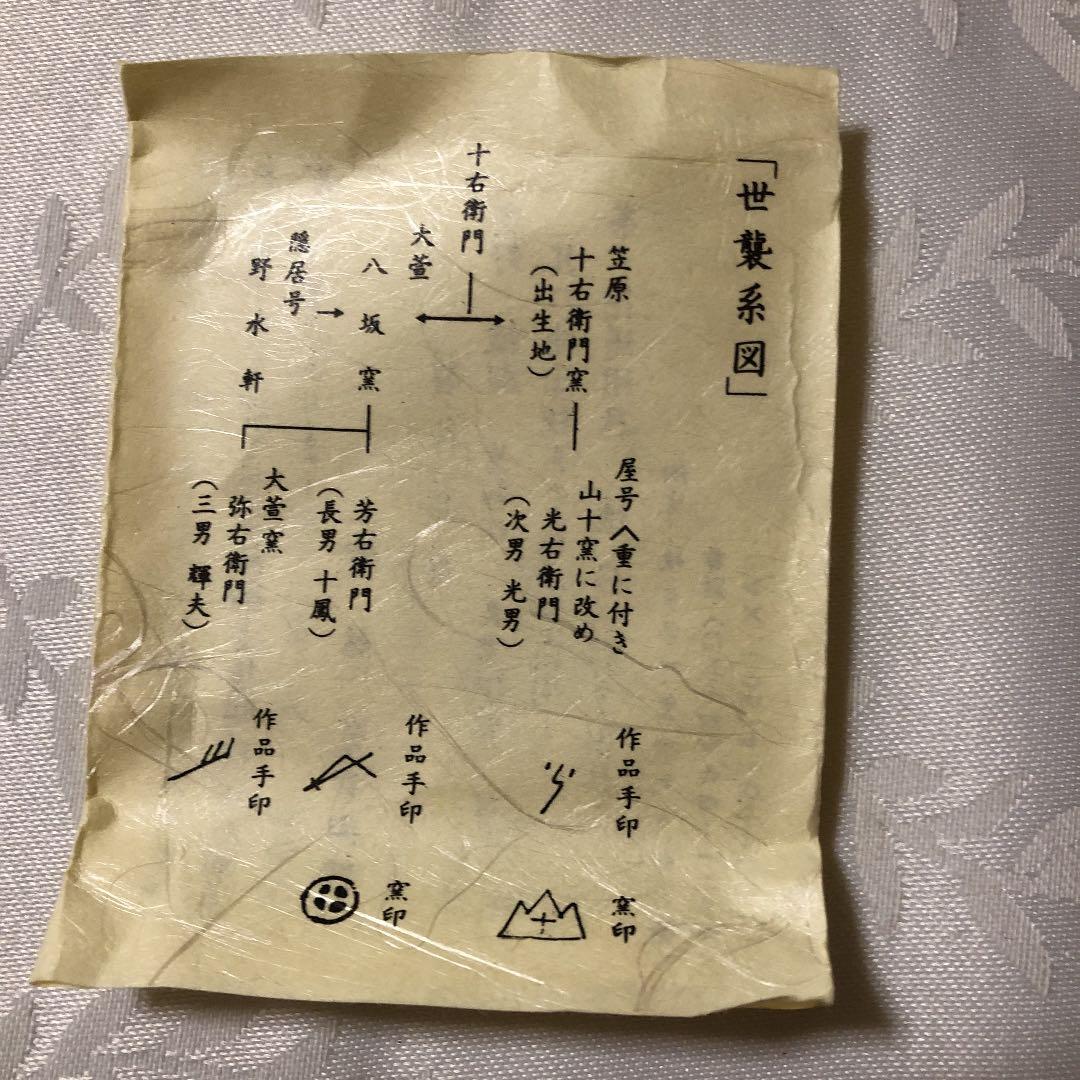 「世襲系図」
笠原
十右衛門窯
(出生地)
十右衛門
大萱
八坂窯
隠居号
野水軒
屋号へ重に付き
山十窯に改め
光右衛門
(次男 光男)
芳右衛門
(長男 十鳳)
大萱窯
弥右衛門
(三男 輝夫)
作品手印
作品手印
作品手印
窯印
十
窯印